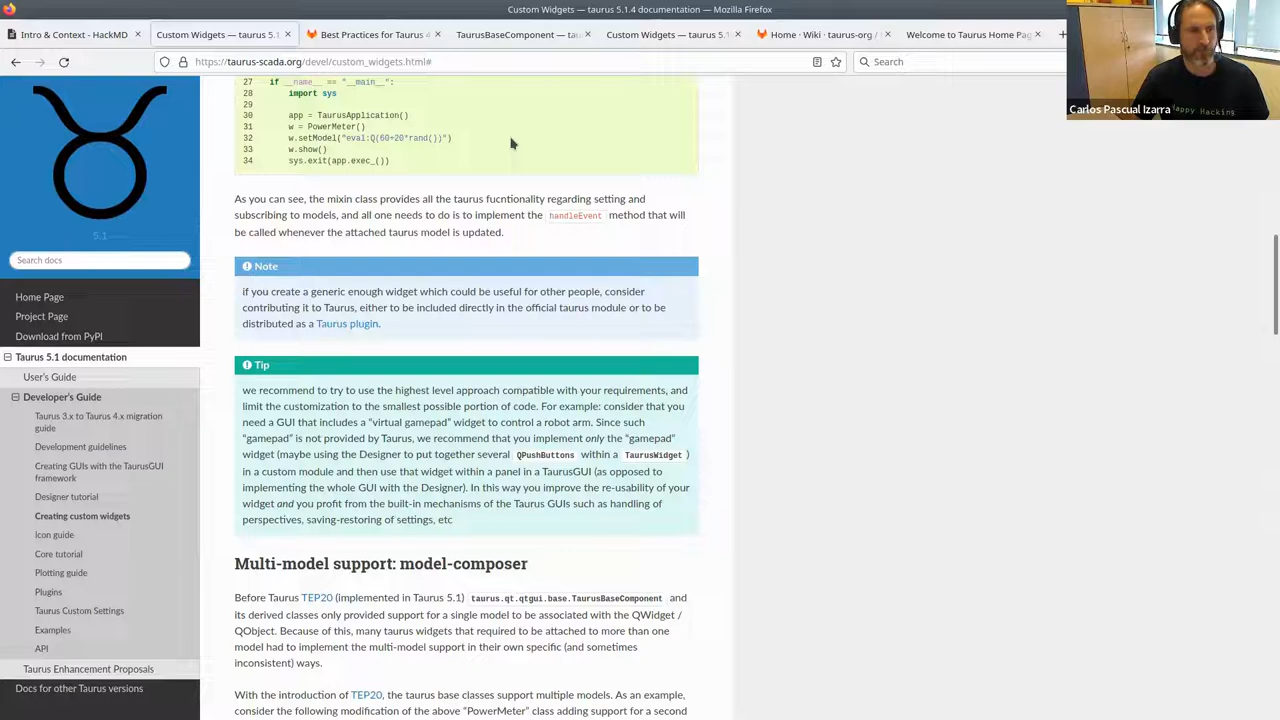 Custom Widgets — taurus 5.1.4 documentation — Mozilla Firefox
Intro & Context - HackMD
Custom Widgets — taurus 5.1
Best Practices for Taurus 4
TaurusBaseComponent — tau
Custom Widgets — taurus 5.1
Home · Wiki · taurus-org /
Welcome to Taurus Home Pag
https://taurus-scada.org/devel/custom_widgets.html#
Search
Carlos Pascual Izarra
Happy Hacking
5.1
Search docs
Home Page
Project Page
Download from PyPI
Taurus 5.1 documentation
User's Guide
Developer's Guide
Taurus 3.x to Taurus 4.x migration
guide
Development guidelines
Creating GUIs with the TaurusGUI
framework
Designer tutorial
Creating custom widgets
Icon guide
Core tutorial
Plotting guide
Plugins
Taurus Custom Settings
Examples
API
Taurus Enhancement Proposals
Docs for other Taurus versions
27 if __name__ == "__main__":
28 import sys
29
30 app = TaurusApplication()
31 w = PowerMeter()
32 w.setModel("eval:Q(60+20*rand())")
33 w.show()
34 sys.exit(app.exec_())
As you can see, the mixin class provides all the taurus fucntionality regarding setting and
subscribing to models, and all one needs to do is to implement the handleEvent method that will
be called whenever the attached taurus model is updated.
Note
if you create a generic enough widget which could be useful for other people, consider
contributing it to Taurus, either to be included directly in the official taurus module or to be
distributed as a Taurus plugin.
Tip
we recommend to try to use the highest level approach compatible with your requirements, and
limit the customization to the smallest possible portion of code. For example: consider that you
need a GUI that includes a “virtual gamepad” widget to control a robot arm. Since such
“gamepad” is not provided by Taurus, we recommend that you implement only the “gamepad”
widget (maybe using the Designer to put together several QPushButtons within a TaurusWidget )
in a custom module and then use that widget within a panel in a TaurusGUI (as opposed to
implementing the whole GUI with the Designer). In this way you improve the re-usability of your
widget and you profit from the built-in mechanisms of the Taurus GUIs such as handling of
perspectives, saving-restoring of settings, etc
Multi-model support: model-composer
Before Taurus TEP20 (implemented in Taurus 5.1) taurus.qt.qtgui.base.TaurusBaseComponent and
its derived classes only provided support for a single model to be associated with the QWidget /
QObject. Because of this, many taurus widgets that required to be attached to more than one
model had to implement the multi-model support in their own specific (and sometimes
inconsistent) ways.
With the introduction of TEP20, the taurus base classes support multiple models. As an example,
consider the following modification of the above “PowerMeter” class adding support for a second